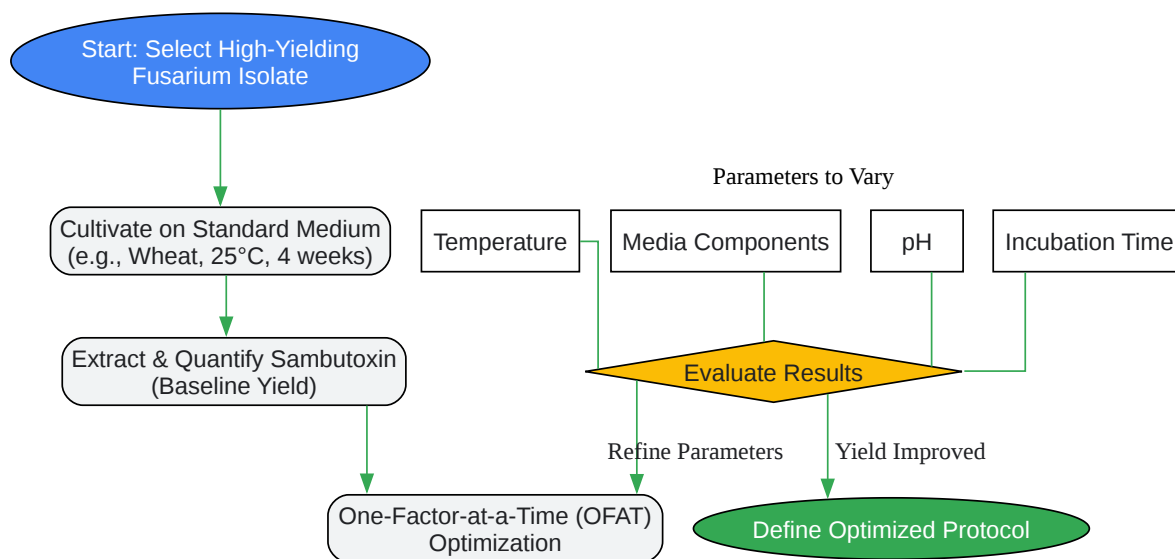 Start: Select High-Yielding
Fusarium Isolate
Parameters to Vary
Cultivate on Standard Medium
(e.g., Wheat, 25°C, 4 weeks)
Temperature
Media Components
pH
Incubation Time
Extract & Quantify Sambutoxin
(Baseline Yield)
Evaluate Results
Refine Parameters
Yield Improved
One-Factor-at-a-Time (OFAT)
Optimization
Define Optimized Protocol